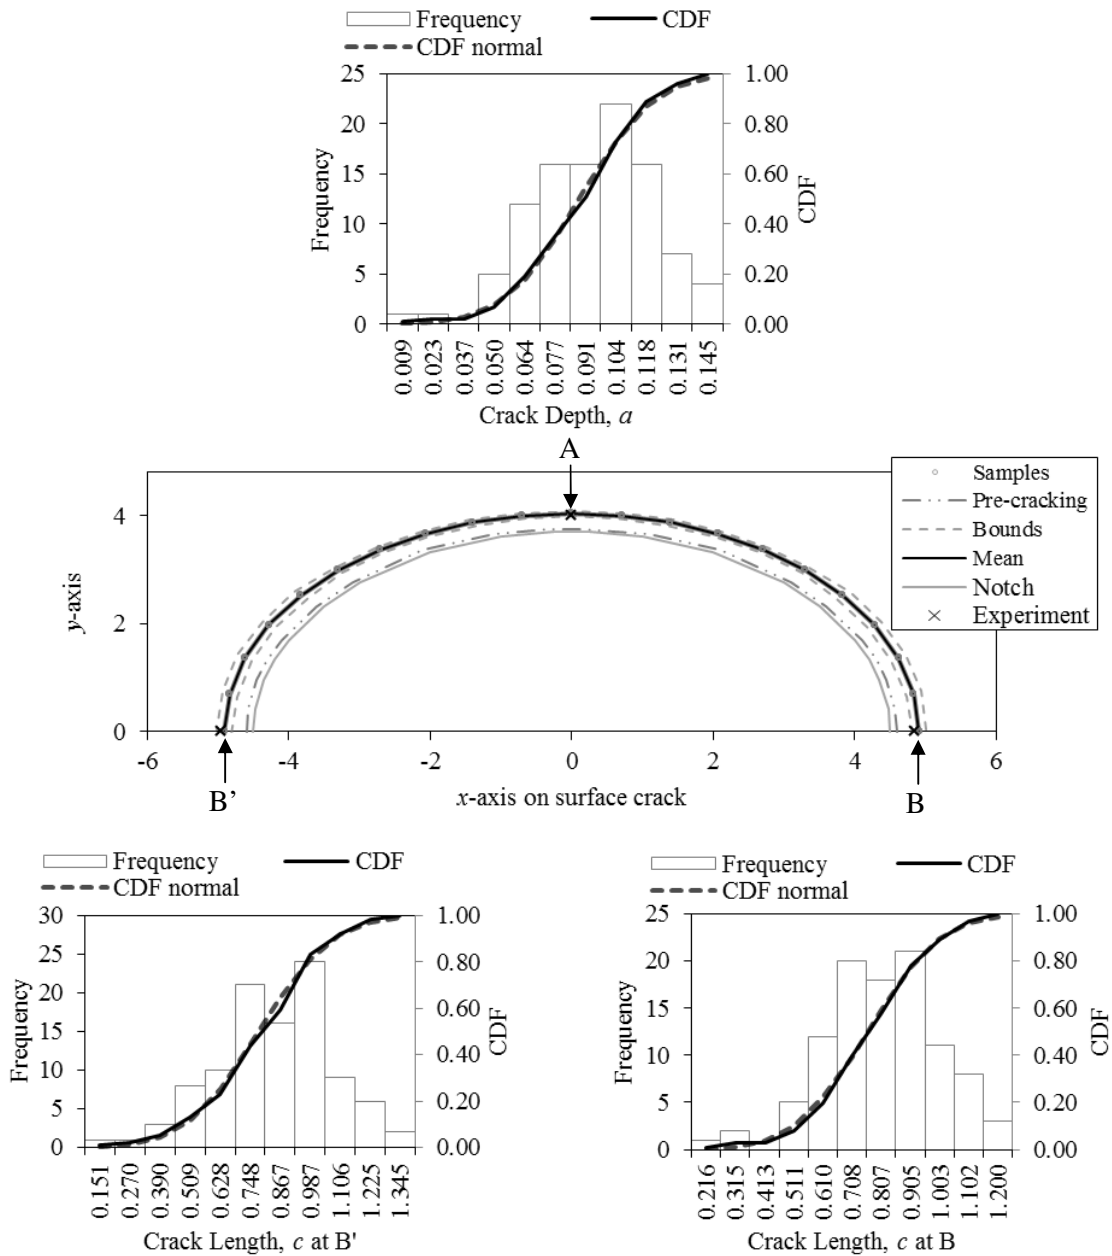 Frequency CDF
CDF normal
25 1.00
20 0.80
15 0.60
10 0.40
5 0.20
0 0.00
Frequency
CDF
0.009 0.023 0.037 0.050 0.064 0.077 0.091 0.104 0.118 0.131 0.145
Crack Depth, a
A
Samples
Pre-cracking
Bounds
Mean
Notch
Experiment
4
2
0
y-axis
-6 -4 -2 0 2 4 6
B’ x-axis on surface crack B
Frequency CDF
CDF normal
30 1.00
25 0.80
20 0.60
15 0.40
10 0.20
5 0.00
0
Frequency
CDF
0.151 0.270 0.390 0.509 0.628 0.748 0.867 0.987 1.106 1.225 1.345
Crack Length, c at B'
Frequency CDF
CDF normal
25 1.00
20 0.80
15 0.60
10 0.40
5 0.20
0 0.00
Frequency
CDF
0.216 0.315 0.413 0.511 0.610 0.708 0.807 0.905 1.003 1.102 1.200
Crack Length, c at B